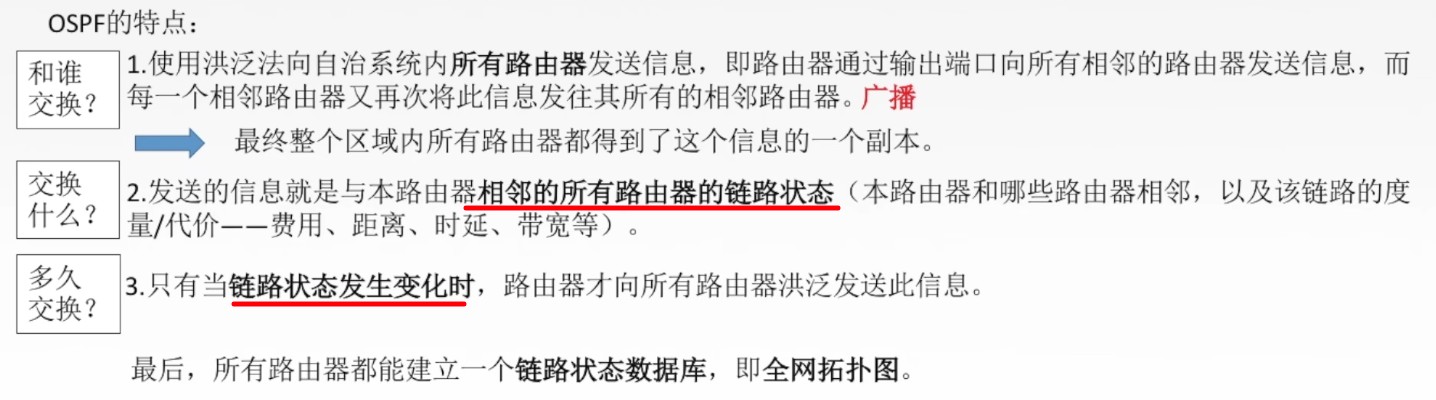 OSPF的特点：
和谁
交换？
1.使用洪泛法向自治系统内所有路由器发送信息，即路由器通过输出端口向所有相邻的路由器发送信息，而
每一个相邻路由器又再次将此信息发往其所有的相邻路由器。广播
最终整个区域内所有路由器都得到了这个信息的一个副本。
交换
什么？
2.发送的信息就是与本路由器相邻的所有路由器的链路状态（本路由器和哪些路由器相邻，以及该链路的度
量/代价——费用、距离、时延、带宽等）。
多久
交换？
3.只有当链路状态发生变化时，路由器才向所有路由器洪泛发送此信息。
最后，所有路由器都能建立一个链路状态数据库，即全网拓扑图。